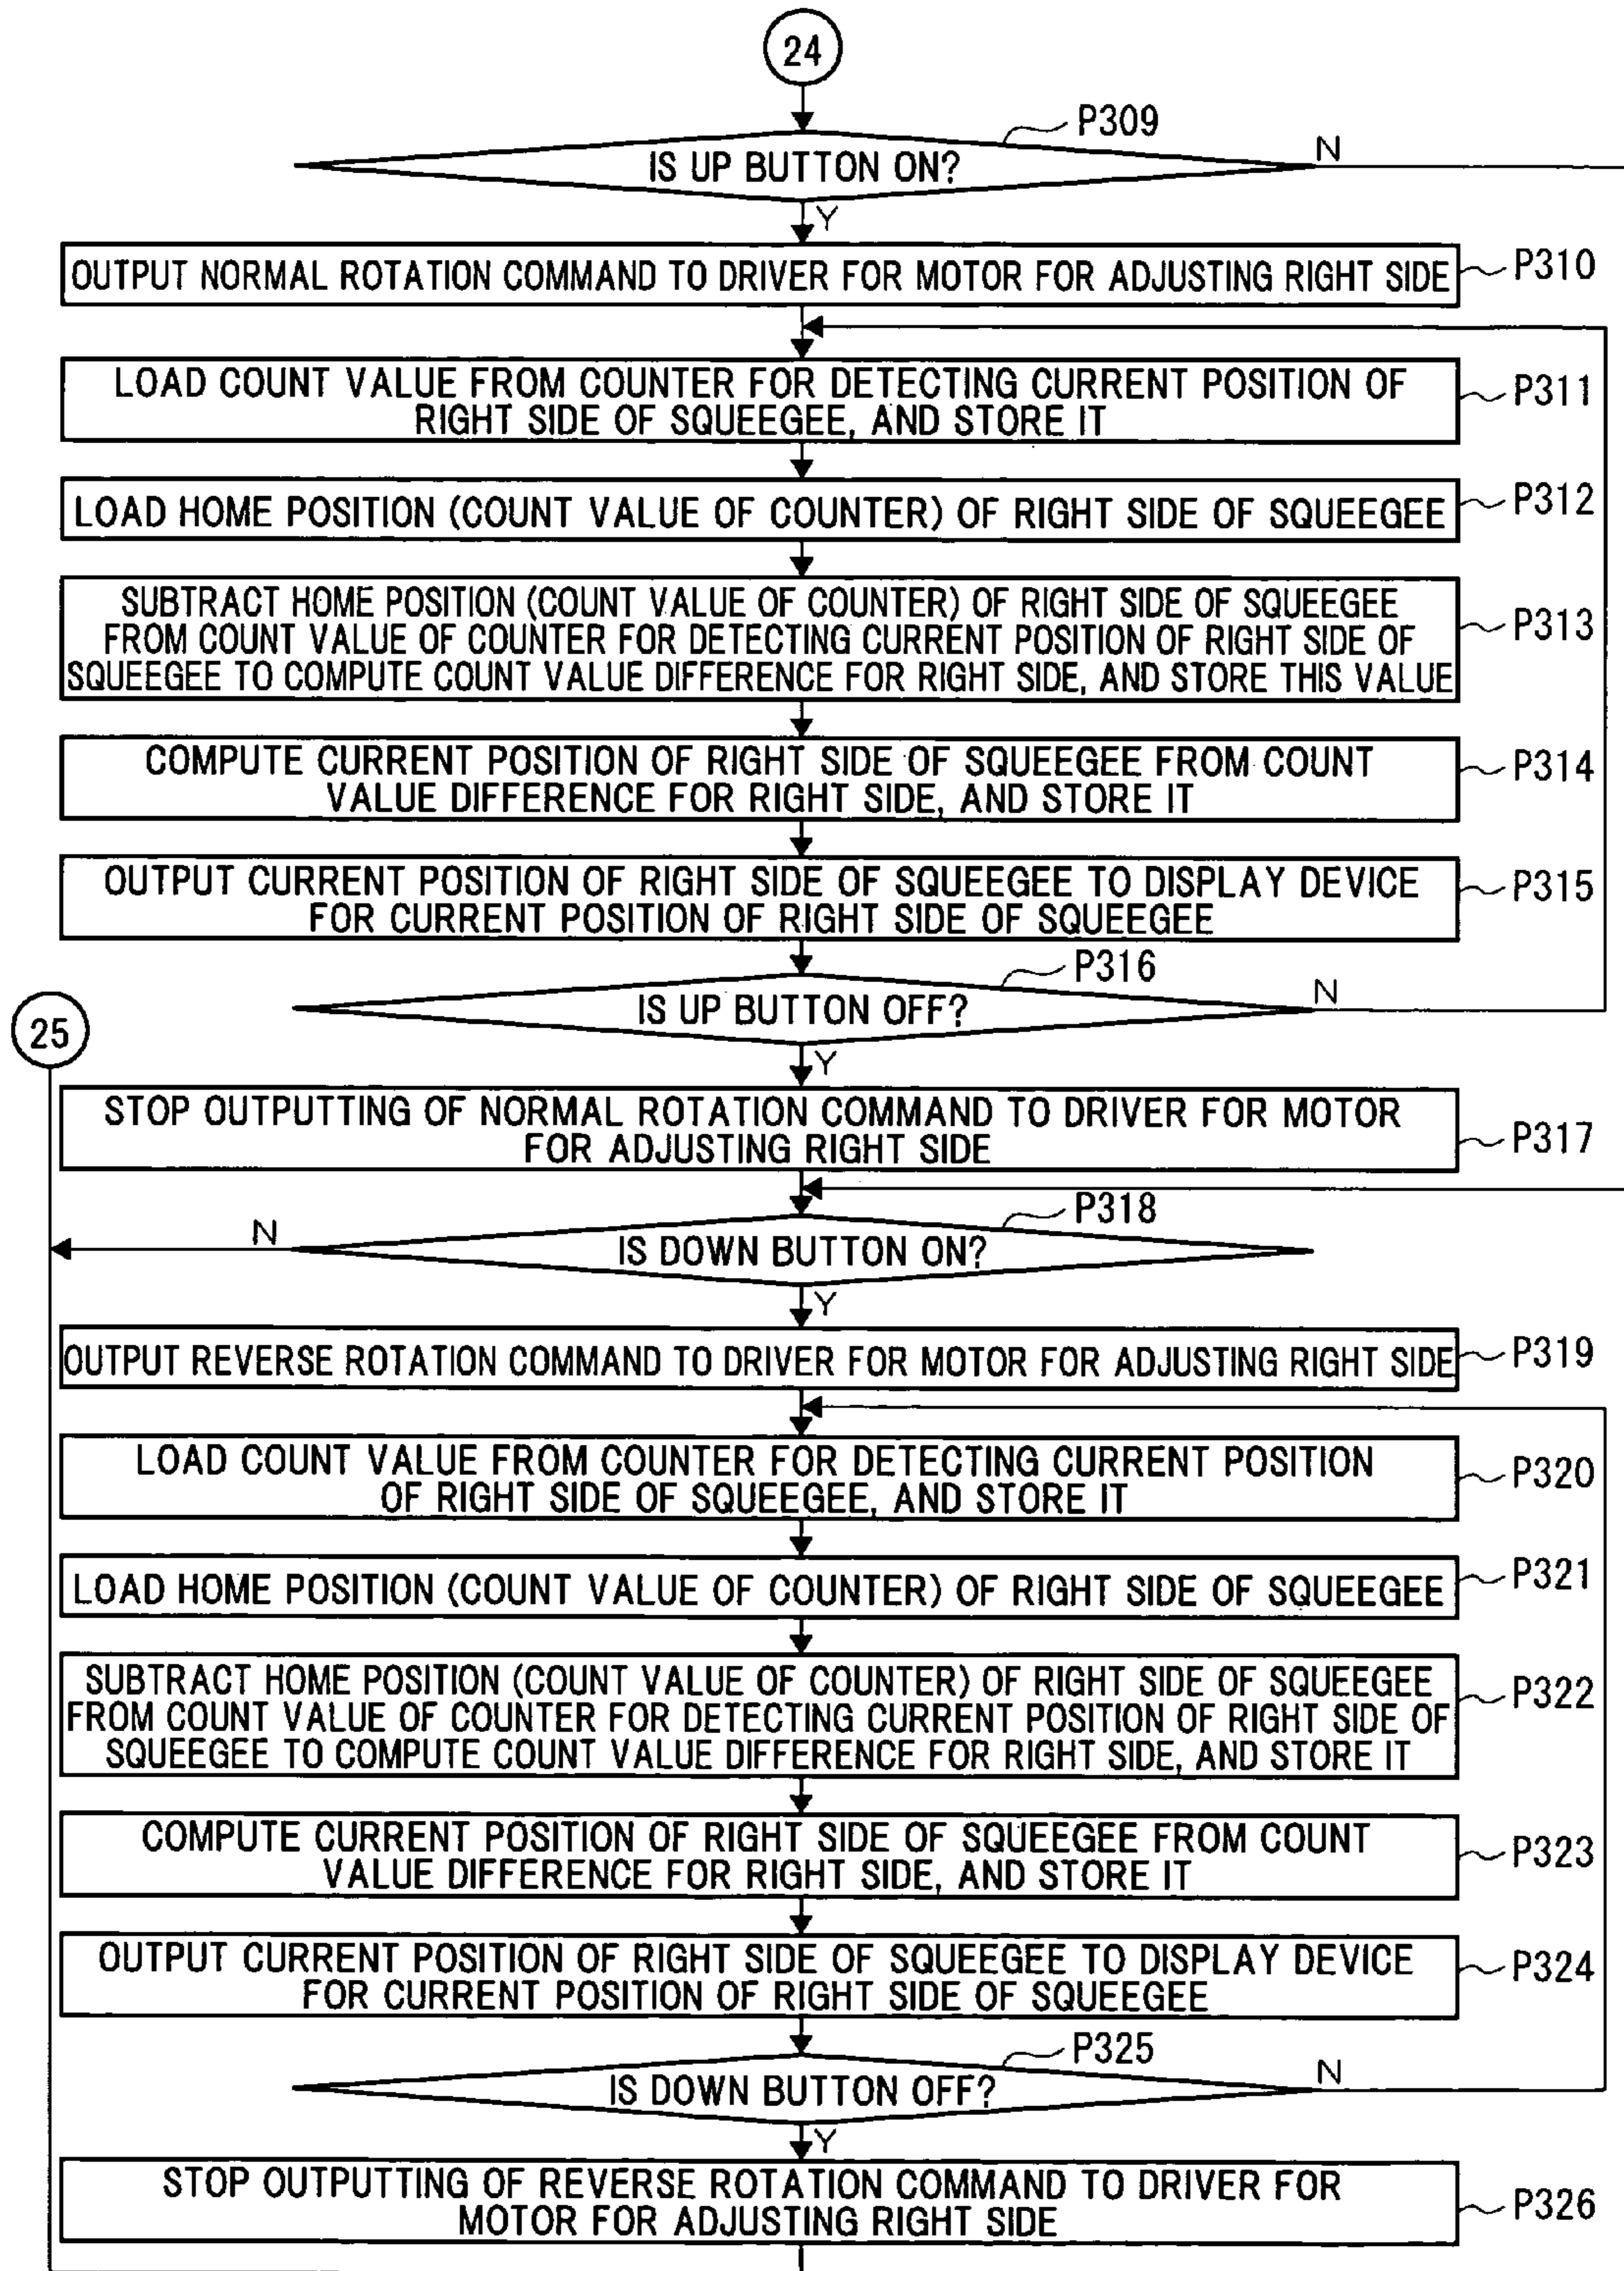 24
P309
IS UP BUTTON ON?
N
Y
OUTPUT NORMAL ROTATION COMMAND TO DRIVER FOR MOTOR FOR ADJUSTING RIGHT SIDE
P310
LOAD COUNT VALUE FROM COUNTER FOR DETECTING CURRENT POSITION OF
RIGHT SIDE OF SQUEEGEE, AND STORE IT
P311
LOAD HOME POSITION (COUNT VALUE OF COUNTER) OF RIGHT SIDE OF SQUEEGEE
P312
SUBTRACT HOME POSITION (COUNT VALUE OF COUNTER) OF RIGHT SIDE OF SQUEEGEE
FROM COUNT VALUE OF COUNTER FOR DETECTING CURRENT POSITION OF RIGHT SIDE OF
SQUEEGEE TO COMPUTE COUNT VALUE DIFFERENCE FOR RIGHT SIDE, AND STORE THIS VALUE
P313
COMPUTE CURRENT POSITION OF RIGHT SIDE OF SQUEEGEE FROM COUNT
VALUE DIFFERENCE FOR RIGHT SIDE, AND STORE IT
P314
OUTPUT CURRENT POSITION OF RIGHT SIDE OF SQUEEGEE TO DISPLAY DEVICE
FOR CURRENT POSITION OF RIGHT SIDE OF SQUEEGEE
P315
P316
IS UP BUTTON OFF?
N
25
Y
STOP OUTPUTTING OF NORMAL ROTATION COMMAND TO DRIVER FOR MOTOR
FOR ADJUSTING RIGHT SIDE
P317
P318
N
IS DOWN BUTTON ON?
Y
OUTPUT REVERSE ROTATION COMMAND TO DRIVER FOR MOTOR FOR ADJUSTING RIGHT SIDE
P319
LOAD COUNT VALUE FROM COUNTER FOR DETECTING CURRENT POSITION
OF RIGHT SIDE OF SQUEEGEE, AND STORE IT
P320
LOAD HOME POSITION (COUNT VALUE OF COUNTER) OF RIGHT SIDE OF SQUEEGEE
P321
SUBTRACT HOME POSITION (COUNT VALUE OF COUNTER) OF RIGHT SIDE OF SQUEEGEE
FROM COUNT VALUE OF COUNTER FOR DETECTING CURRENT POSITION OF RIGHT SIDE OF
SQUEEGEE TO COMPUTE COUNT VALUE DIFFERENCE FOR RIGHT SIDE, AND STORE IT
P322
COMPUTE CURRENT POSITION OF RIGHT SIDE OF SQUEEGEE FROM COUNT
VALUE DIFFERENCE FOR RIGHT SIDE, AND STORE IT
P323
OUTPUT CURRENT POSITION OF RIGHT SIDE OF SQUEEGEE TO DISPLAY DEVICE
FOR CURRENT POSITION OF RIGHT SIDE OF SQUEEGEE
P324
P325
IS DOWN BUTTON OFF?
N
Y
STOP OUTPUTTING OF REVERSE ROTATION COMMAND TO DRIVER FOR
MOTOR FOR ADJUSTING RIGHT SIDE
P326